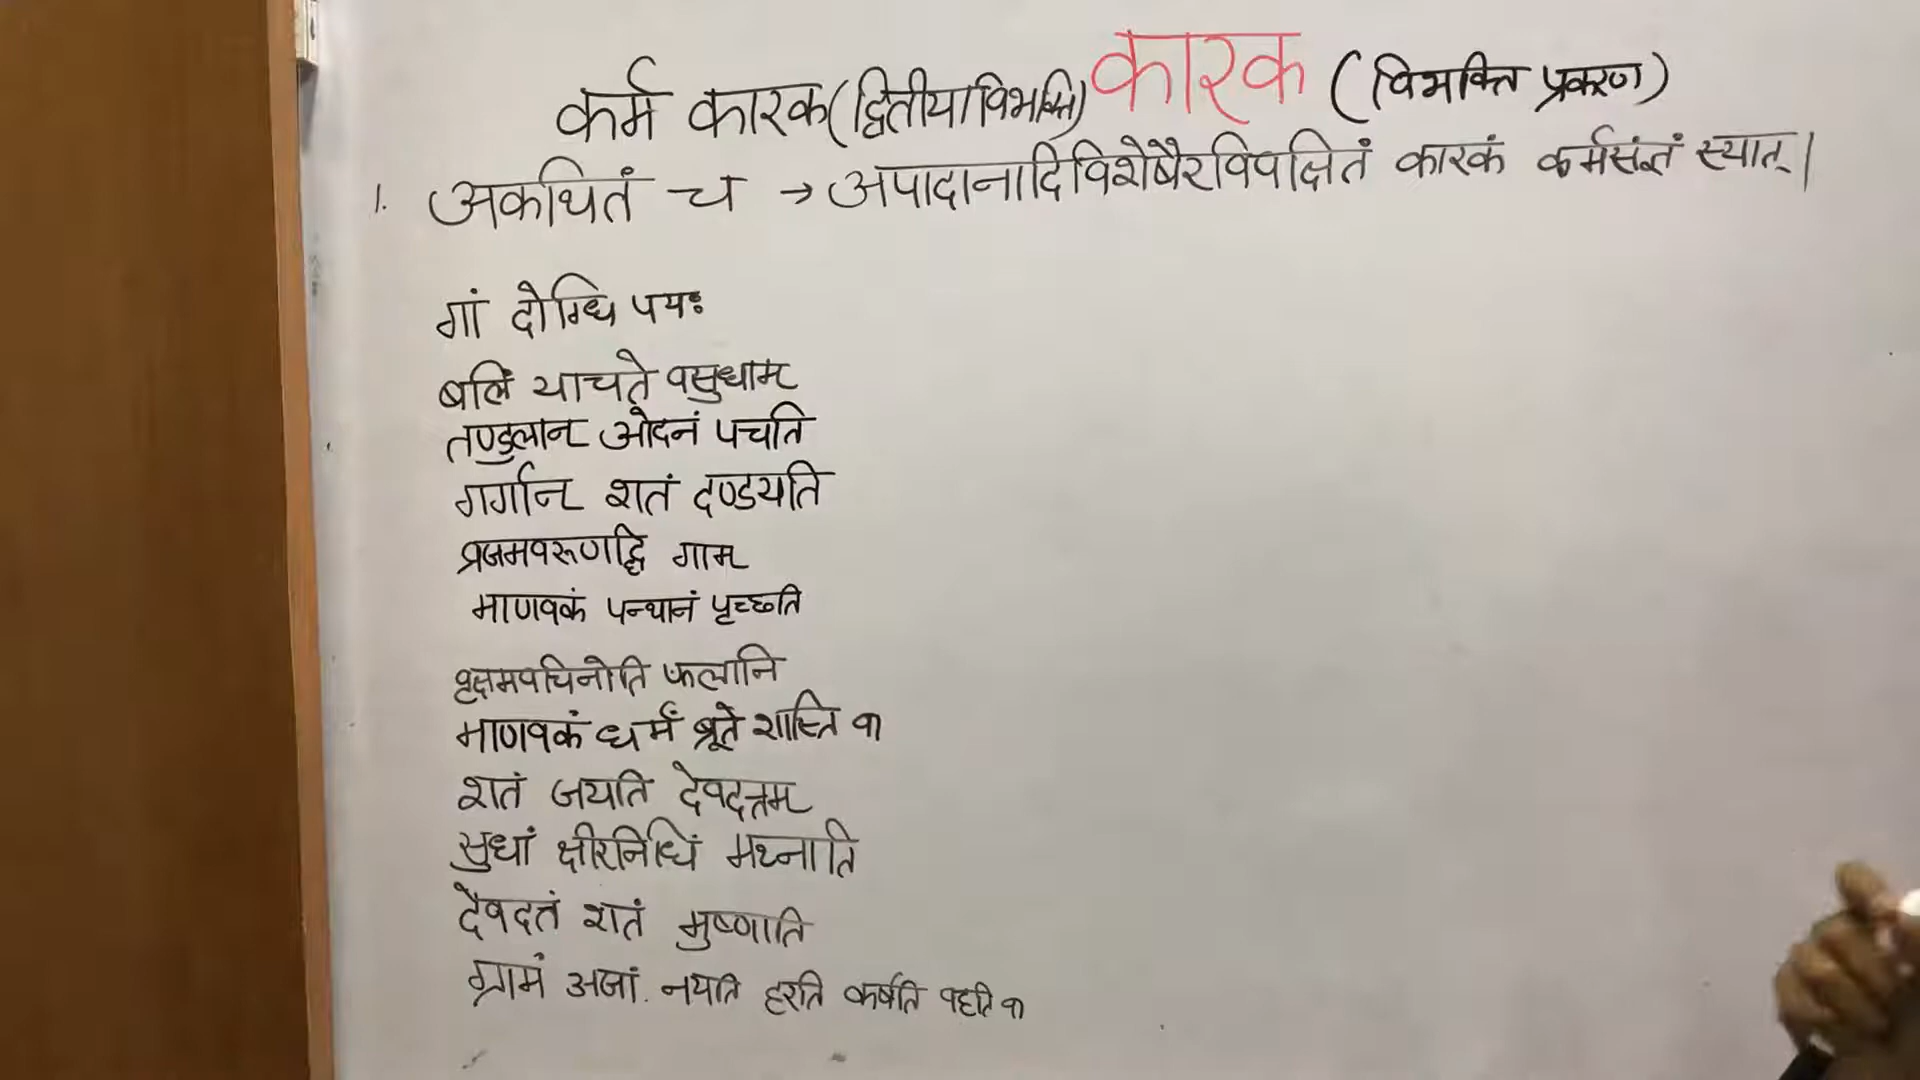 कारक (विभक्ति प्रकरण)
कर्म कारक (द्वितीया विभक्ति)
1. अकथितं च → अपादानादिविशेषैरविवक्षितं कारकं कर्मसंज्ञं स्यात्।
गां दोग्धि पयः
बलिं याचते वसुधाम्
तण्डुलान् ओदनं पचति
गर्गान् शतं दण्डयति
व्रजमवरूणद्धि गाम्
माणवकं पन्थानं पृच्छति
वृक्षमवचिनोति फलानि
माणवकं धर्मं ब्रूते शास्ति वा
शतं जयति देवदत्तम्
सुधां क्षीरनिधिं मथ्नाति
देवदतं शतं मुष्णाति
ग्रामं अजां नयति हरति कर्षति वहति वा